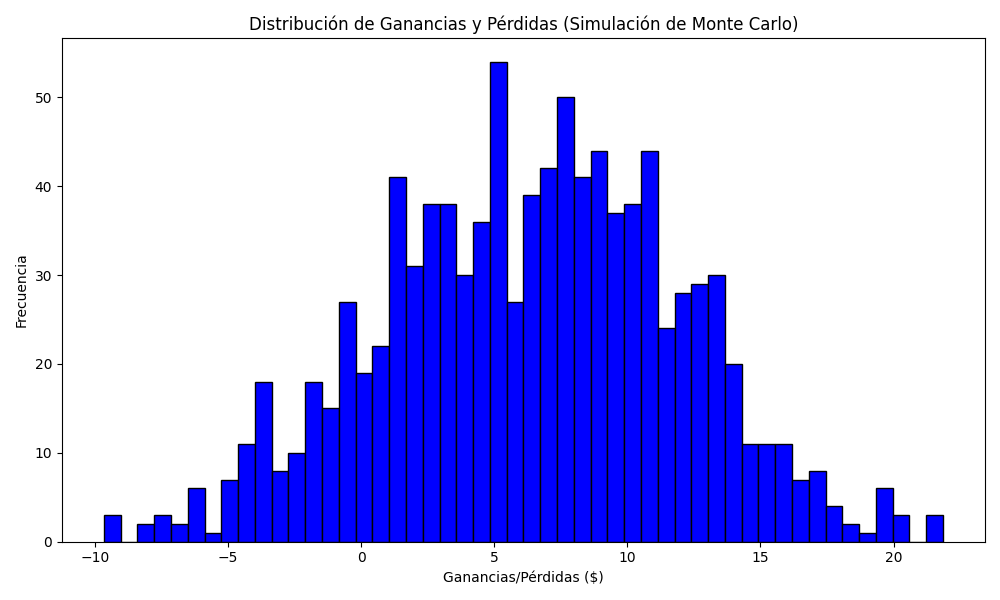 Distribución de Ganancias y Pérdidas (Simulación de Monte Carlo)
50
40
30
20
10
0
Frecuencia
−10 −5 0 5 10 15 20
Ganancias/Pérdidas ($)